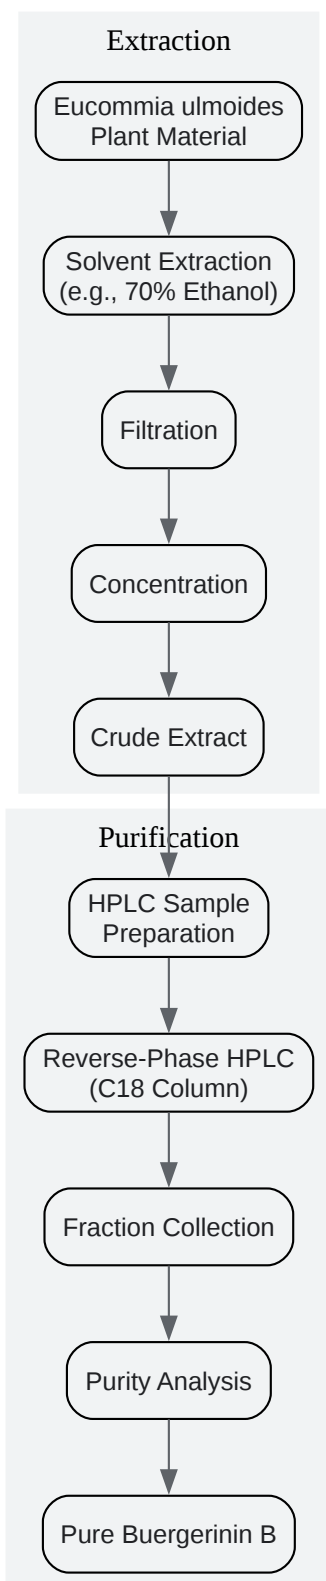 Extraction
Eucommia ulmoides
Plant Material
Solvent Extraction
(e.g., 70% Ethanol)
Filtration
Concentration
Crude Extract
Purification
HPLC Sample
Preparation
Reverse-Phase HPLC
(C18 Column)
Fraction Collection
Purity Analysis
Pure Buergerinin B